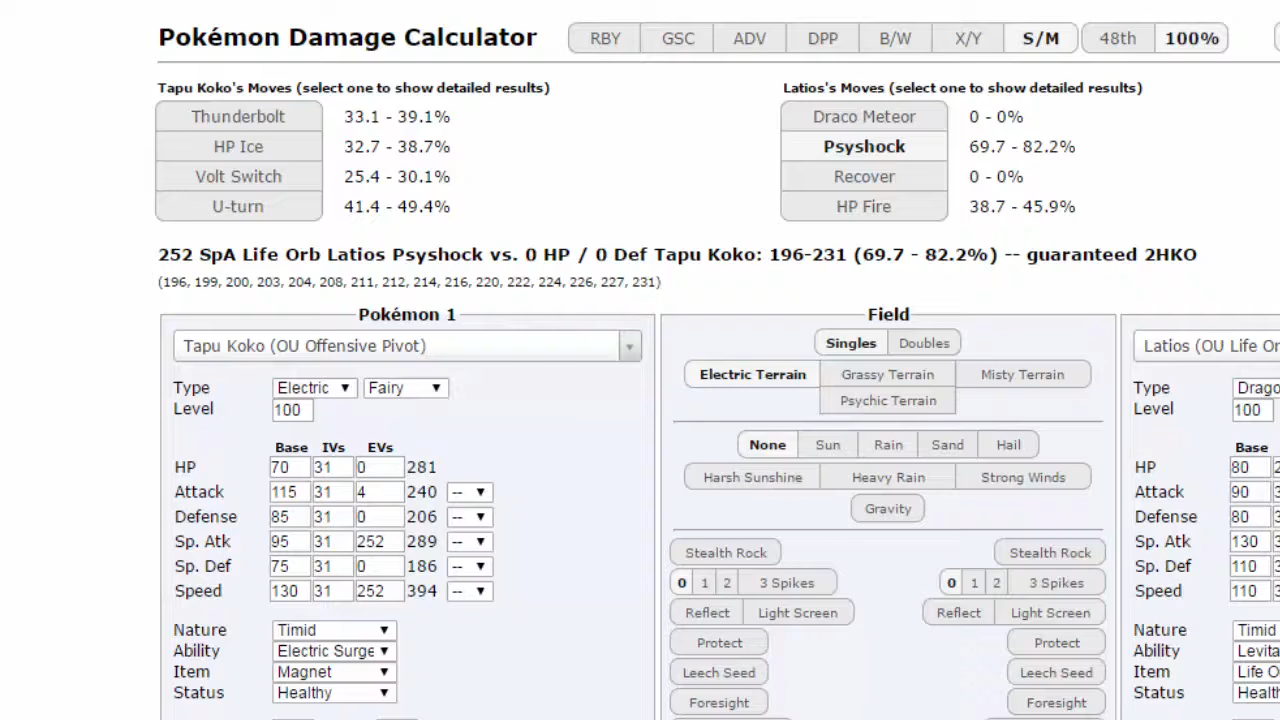 Pokémon Damage Calculator RBY GSC ADV DPP B/W X/Y S/M 48th 100%
Tapu Koko's Moves (select one to show detailed results) Latios's Moves (select one to show detailed results)
Thunderbolt 33.1 - 39.1% Draco Meteor 0 - 0%
HP Ice 32.7 - 38.7% Psyshock 69.7 - 82.2%
Volt Switch 25.4 - 30.1% Recover 0 - 0%
U-turn 41.4 - 49.4% HP Fire 38.7 - 45.9%
252 SpA Life Orb Latios Psyshock vs. 0 HP / 0 Def Tapu Koko: 196-231 (69.7 - 82.2%) -- guaranteed 2HKO
(196, 199, 200, 203, 204, 208, 211, 212, 214, 216, 220, 222, 224, 226, 227, 231)
Pokémon 1
Tapu Koko (OU Offensive Pivot)
Type Electric Fairy
Level 100
Base IVs EVs
HP 70 31 0 281
Attack 115 31 4 240 --
Defense 85 31 0 206 --
Sp. Atk 95 31 252 289 --
Sp. Def 75 31 0 186 --
Speed 130 31 252 394 --
Nature Timid
Ability Electric Surge
Item Magnet
Status Healthy
Field
Singles Doubles
Electric Terrain Grassy Terrain Misty Terrain
Psychic Terrain
None Sun Rain Sand Hail
Harsh Sunshine Heavy Rain Strong Winds
Gravity
Stealth Rock Stealth Rock
0 1 2 3 Spikes 0 1 2 3 Spikes
Reflect Light Screen Reflect Light Screen
Protect Protect
Leech Seed Leech Seed
Foresight Foresight
Latios (OU Life Or
Type Drago
Level 100
Base
HP 80
Attack 90
Defense 80
Sp. Atk 130
Sp. Def 110
Speed 110
Nature Timid
Ability Levita
Item Life O
Status Health